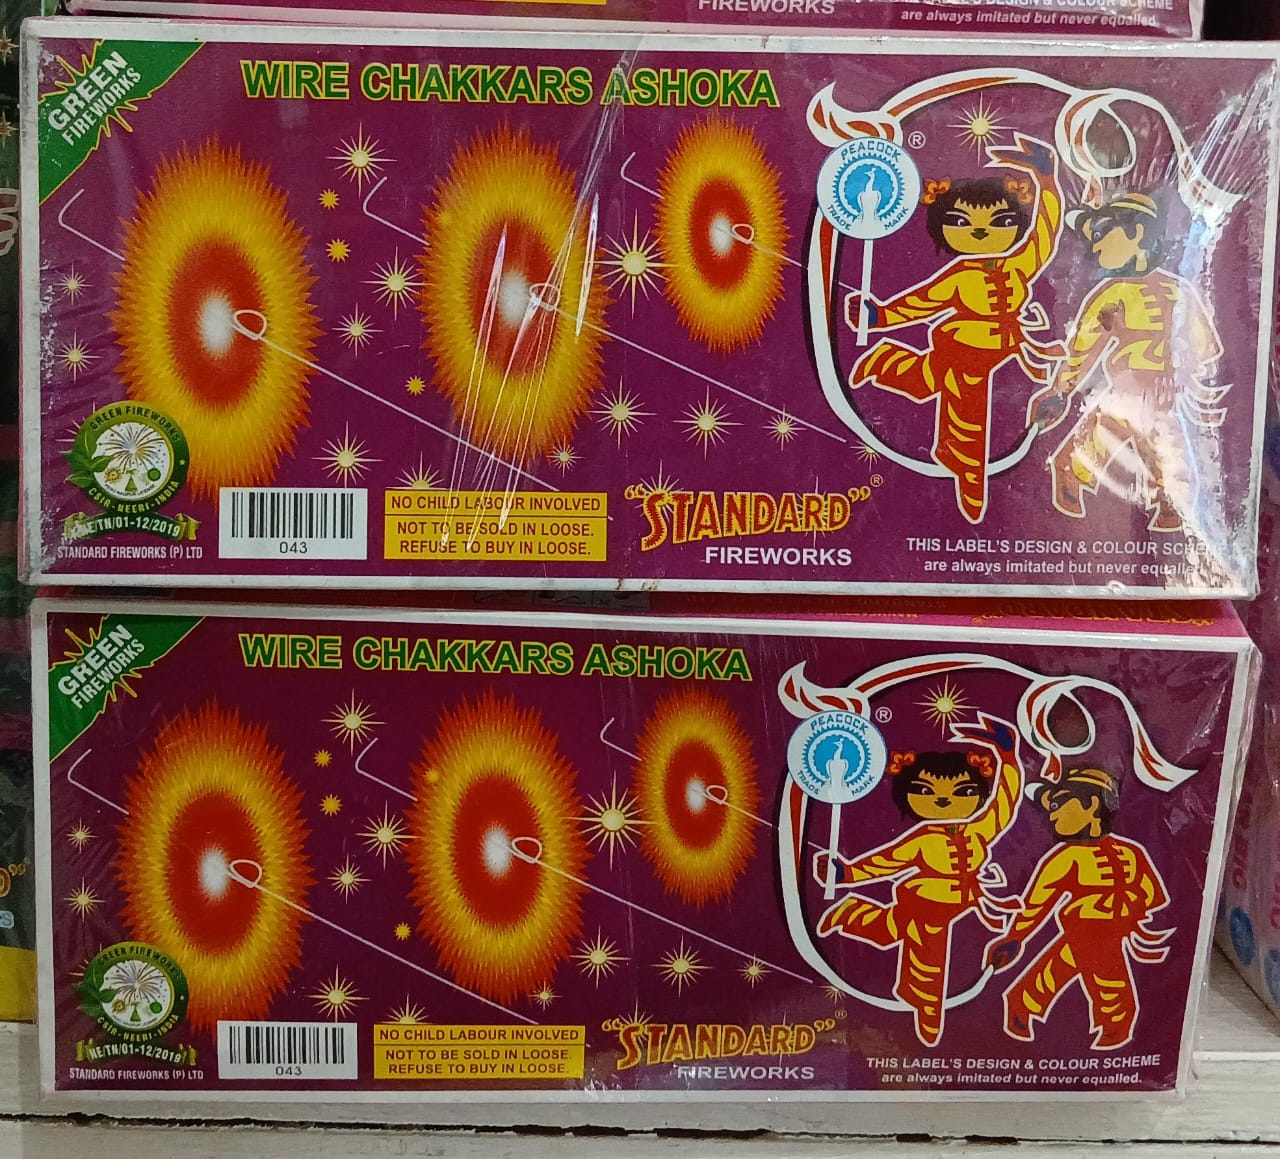 FIREWORKS
are always imitated but never equalled
GREEN
FIREWORKS
WIRE CHAKKARS ASHOKA
PEACOCK
TRADE MARK
®
GREEN FIREWORKS
CSIR-NEERI-INDIA
NE/TN/01-12/2019
STANDARD FIREWORKS (P) LTD
043
NO CHILD LABOUR INVOLVED
NOT TO BE SOLD IN LOOSE.
REFUSE TO BUY IN LOOSE.
"STANDARD"®
FIREWORKS
THIS LABEL'S DESIGN & COLOUR SCHEME
are always imitated but never equalle
GREEN
FIREWORKS
WIRE CHAKKARS ASHOKA
PEACOCK
TRADE MARK
®
GREEN FIREWORKS
CSIR-NEERI-INDIA
NE/TN/01-12/2019
STANDARD FIREWORKS (P) LTD
043
NO CHILD LABOUR INVOLVED
NOT TO BE SOLD IN LOOSE.
REFUSE TO BUY IN LOOSE.
"STANDARD"®
FIREWORKS
THIS LABEL'S DESIGN & COLOUR SCHEME
are always imitated but never equalled.